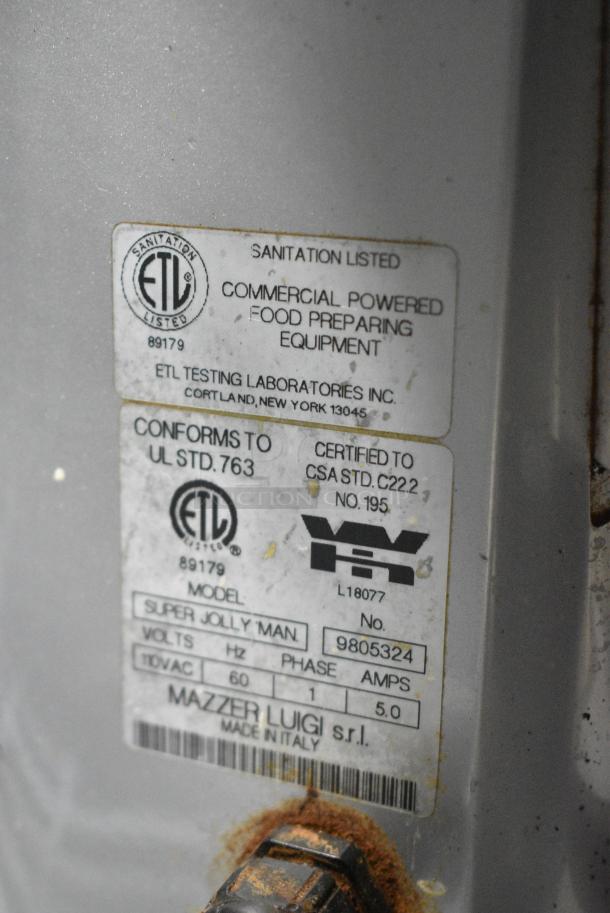 SANITATION
ETL®
LISTED
89179
SANITATION LISTED
COMMERCIAL POWERED
FOOD PREPARING
EQUIPMENT
ETL TESTING LABORATORIES INC.
CORTLAND, NEW YORK 13045
CONFORMS TO
UL STD. 763
ETL
LISTED®
89179
CERTIFIED TO
CSA STD. C22.2
NO. 195
L18077
MODEL
SUPER JOLLY MAN.
No.
9805324
VOLTS Hz PHASE AMPS
110VAC 60 1 5.0
MAZZER LUIGI s.r.l.
MADE IN ITALY